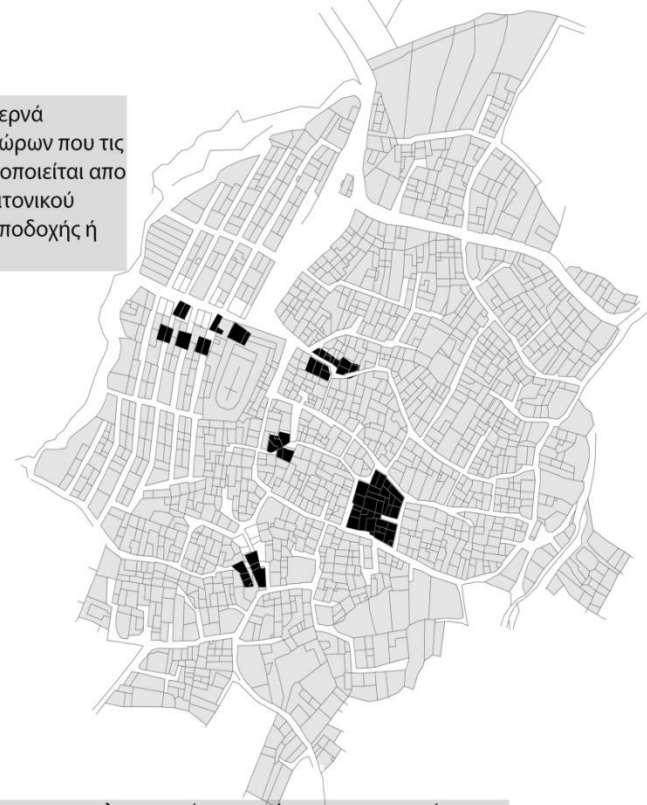 ερνά
ώρων που τις
οποιείται απο
ατονικού
ποδοχής ή